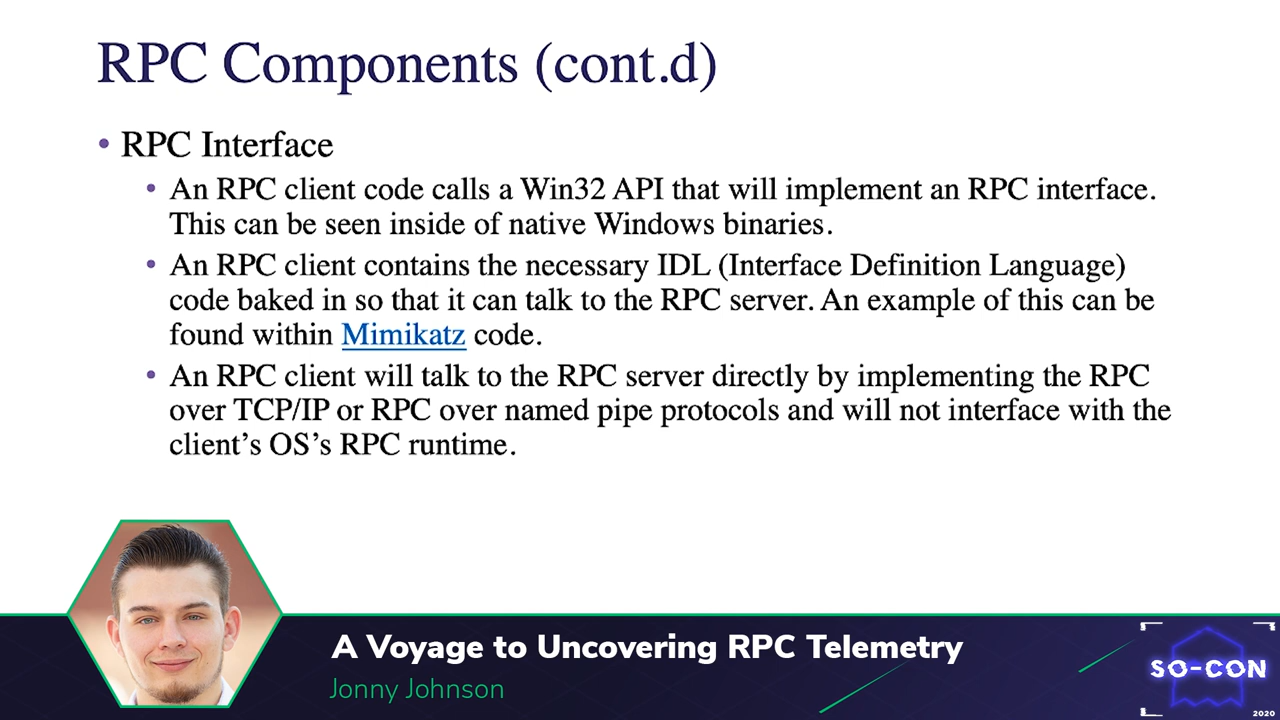 RPC Components (cont.d)
• RPC Interface
• An RPC client code calls a Win32 API that will implement an RPC interface.
This can be seen inside of native Windows binaries.
• An RPC client contains the necessary IDL (Interface Definition Language)
code baked in so that it can talk to the RPC server. An example of this can be
found within Mimikatz code.
• An RPC client will talk to the RPC server directly by implementing the RPC
over TCP/IP or RPC over named pipe protocols and will not interface with the
client’s OS’s RPC runtime.
A Voyage to Uncovering RPC Telemetry
Jonny Johnson
SO-CON
2020